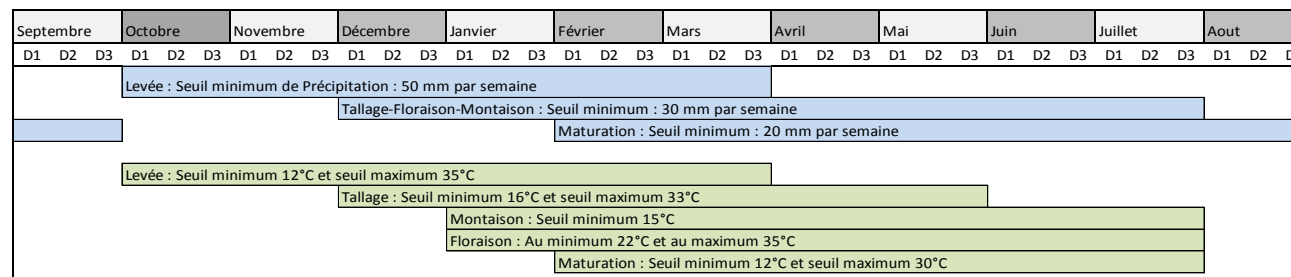 Septembre Octobre Novembre Décembre Janvier Février Mars Avril Mai Juin Juillet Aout
D1 D2 D3 D1 D2 D3 D1 D2 D3 D1 D2 D3 D1 D2 D3 D1 D2 D3 D1 D2 D3 D1 D2 D3 D1 D2 D3 D1 D2 D3 D1 D2 D3 D1 D2
Levée : Seuil minimum de Précipitation : 50 mm par semaine
Tallage-Floraison-Montaison : Seuil minimum : 30 mm par semaine
Maturation : Seuil minimum : 20 mm par semaine
Levée : Seuil minimum 12°C et seuil maximum 35°C
Tallage : Seuil minimum 16°C et seuil maximum 33°C
Montaison : Seuil minimum 15°C
Floraison : Au minimum 22°C et au maximum 35°C
Maturation : Seuil minimum 12°C et seuil maximum 30°C